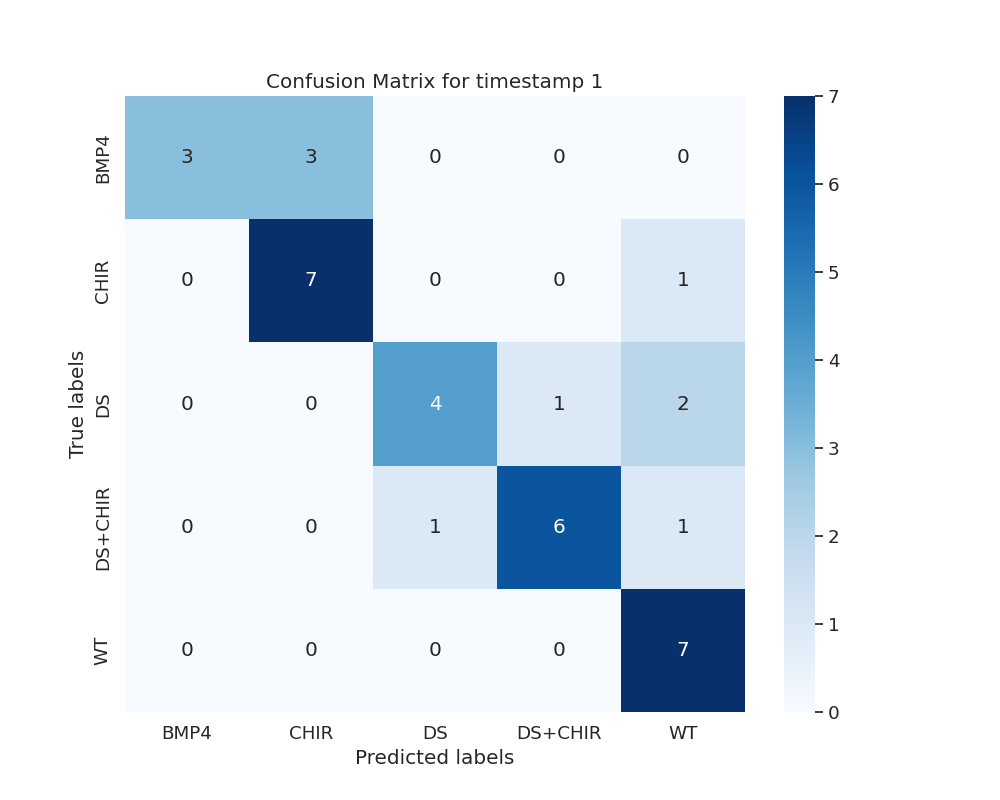 Confusion Matrix for timestamp 1
True labels
BMP4 3 3 0 0 0
CHIR 0 7 0 0 1
DS 0 0 4 1 2
DS+CHIR 0 0 1 6 1
WT 0 0 0 0 7
BMP4 CHIR DS DS+CHIR WT
Predicted labels
7
6
5
4
3
2
1
0